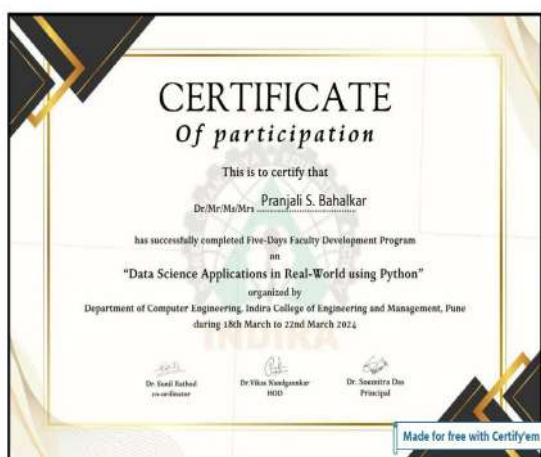 CERTIFICATE
Of participation
This is to certify that
Dr/Mr/Ms/Mrs Pranjali S. Bahalkar
has successfully completed Five-Days Faculty Development Program
on
“Data Science Applications in Real-World using Python”
organized by
Department of Computer Engineering, Indira College of Engineering and Management, Pune
during 18th March to 22nd March 2024
INDIRA
Dr. Sunil Rathod Dr.Vikas Nandgaonkar Dr. Soumitra Das
co-ordinator HOD Principal
Made for free with Certify'em